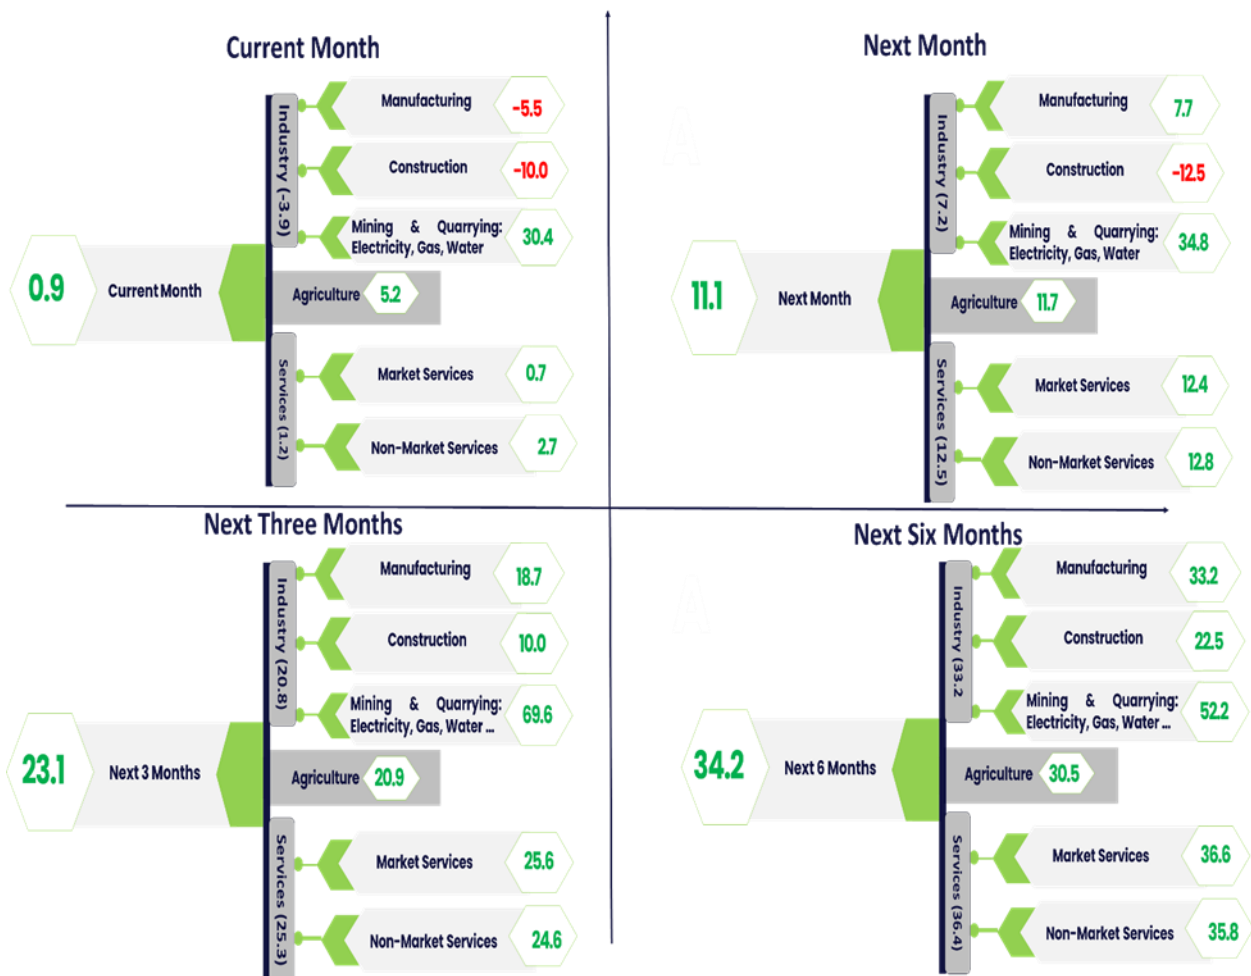 Current Month
Manufacturing
-5.5
Industry (-3.9)
Construction
-10.0
Mining & Quarrying:
Electricity, Gas, Water
30.4
0.9
Current Month
Agriculture
5.2
Services (1.2)
Market Services
0.7
Non-Market Services
2.7
Next Month
Manufacturing
7.7
Industry (7.2)
Construction
-12.5
Mining & Quarrying:
Electricity, Gas, Water
34.8
11.1
Next Month
Agriculture
11.7
Services (12.5)
Market Services
12.4
Non-Market Services
12.8
Next Three Months
Manufacturing
18.7
Industry (20.8)
Construction
10.0
Mining & Quarrying:
Electricity, Gas, Water ...
69.6
23.1
Next 3 Months
Agriculture
20.9
Services (25.3)
Market Services
25.6
Non-Market Services
24.6
Next Six Months
Manufacturing
33.2
Industry (33.2
Construction
22.5
Mining & Quarrying:
Electricity, Gas, Water ...
52.2
34.2
Next 6 Months
Agriculture
30.5
Services (36.4)
Market Services
36.6
Non-Market Services
35.8